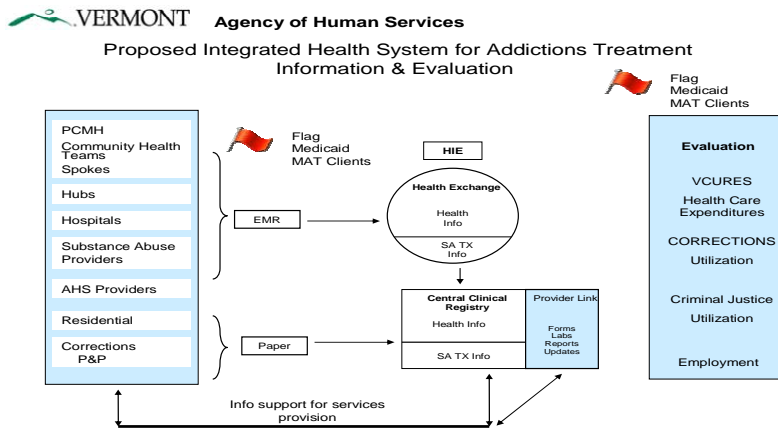 VERMONT
Agency of Human Services
Proposed Integrated Health System for Addictions Treatment
Information & Evaluation
Flag
Medicaid
MAT Clients
PCMH
Community Health
Teams
Spokes
Hubs
Hospitals
Substance Abuse
Providers
AHS Providers
Residential
Corrections
P&P
Flag
Medicaid
MAT Clients
EMR
Paper
HIE
Health Exchange
Health
Info
SA TX
Info
Central Clinical
Registry
Health Info
SA TX Info
Provider Link
Forms
Labs
Reports
Updates
Evaluation
VCURES
Health Care
Expenditures
CORRECTIONS
Utilization
Criminal Justice
Utilization
Employment
Info support for services
provision